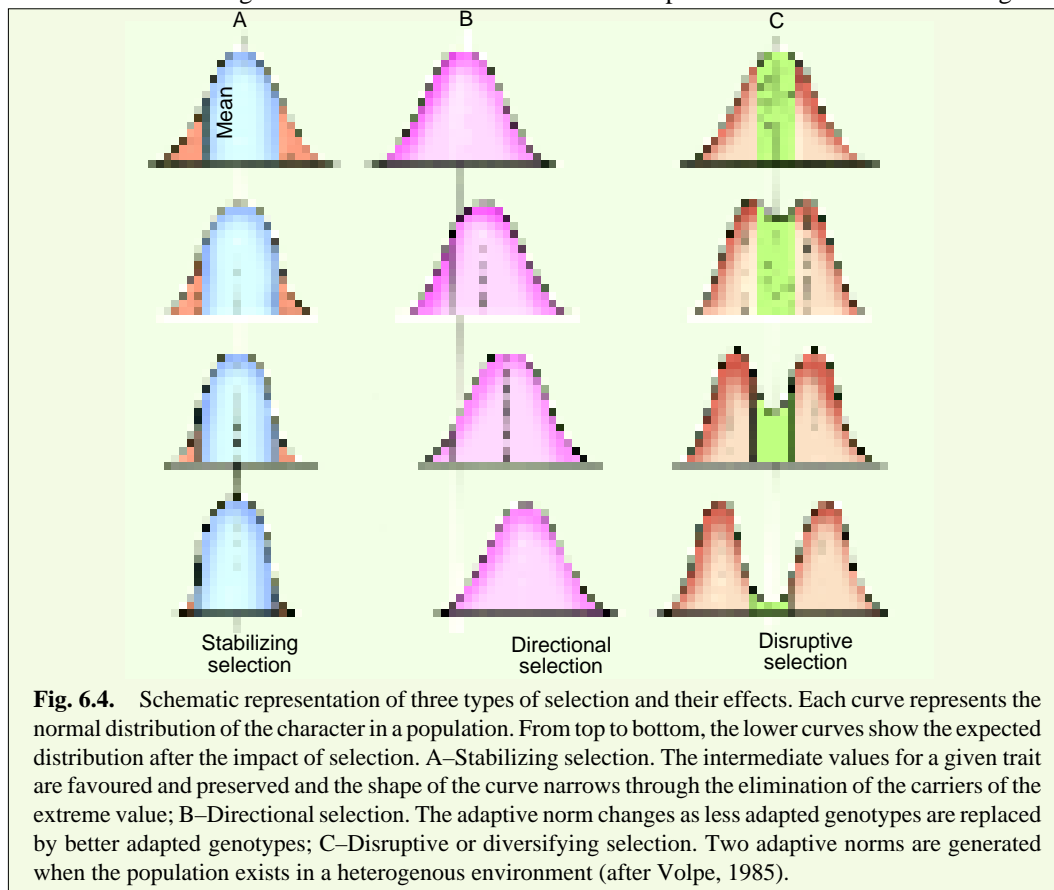 A
B
C
Mean
Stabilizing
selection
Directional
selection
Disruptive
selection
Fig. 6.4. Schematic representation of three types of selection and their effects. Each curve represents the
normal distribution of the character in a population. From top to bottom, the lower curves show the expected
distribution after the impact of selection. A–Stabilizing selection. The intermediate values for a given trait
are favoured and preserved and the shape of the curve narrows through the elimination of the carriers of the
extreme value; B–Directional selection. The adaptive norm changes as less adapted genotypes are replaced
by better adapted genotypes; C–Disruptive or diversifying selection. Two adaptive norms are generated
when the population exists in a heterogenous environment (after Volpe, 1985).